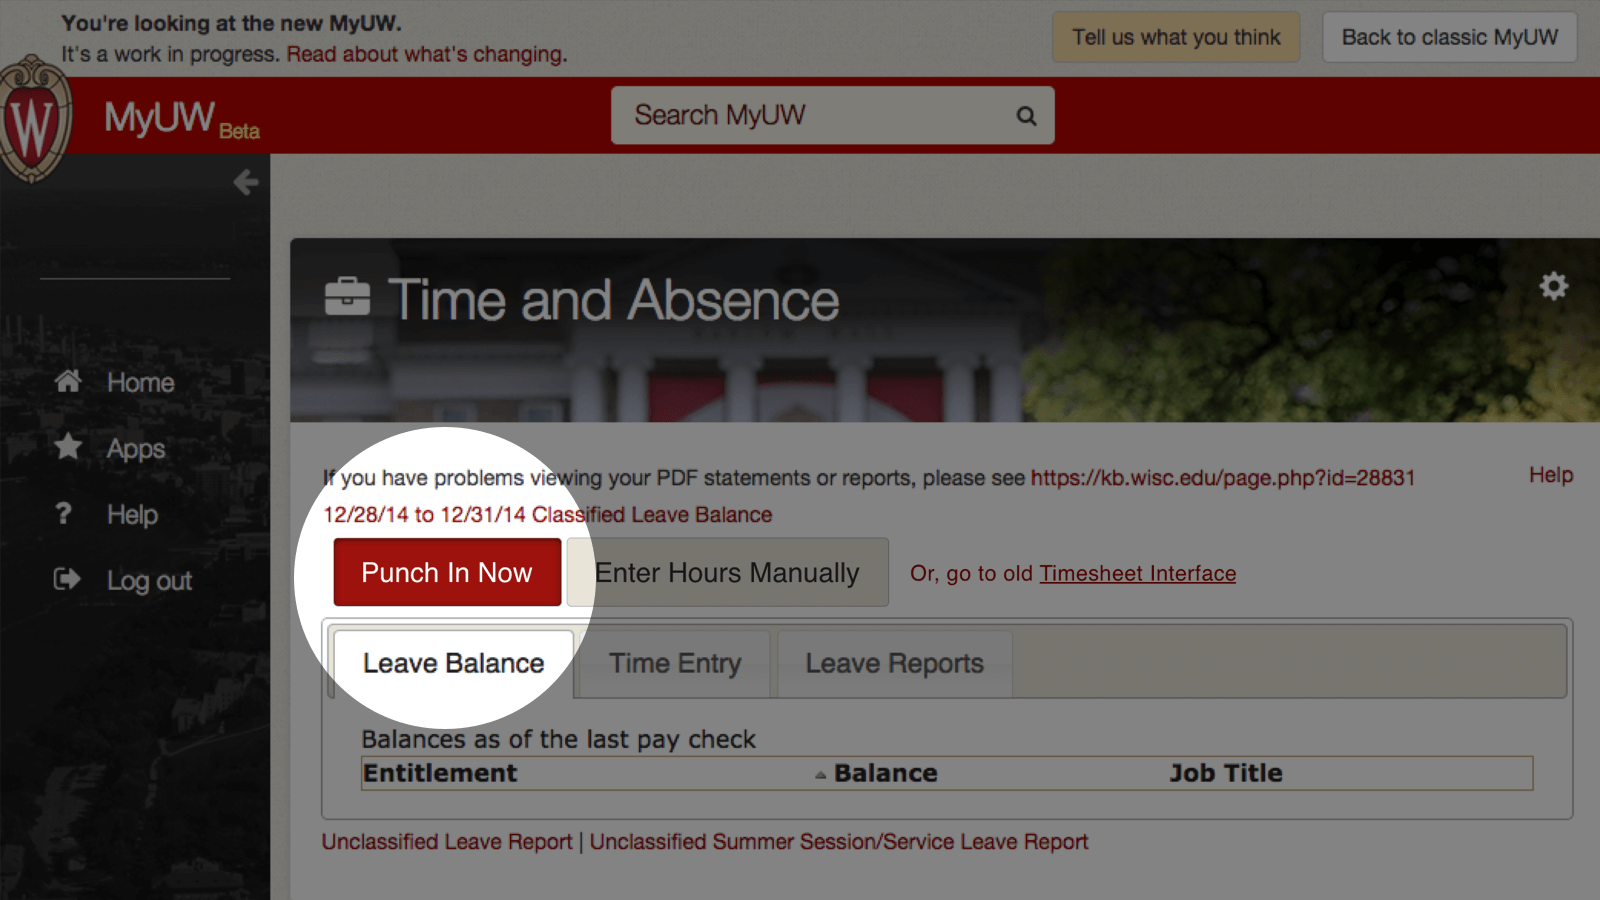 You're looking at the new MyUW.
It's a work in progress. Read about what's changing.
Tell us what you think
Back to classic MyUW
W
MyUW Beta
Search MyUW
Time and Absence
Home
Apps
Help
Log out
If you have problems viewing your PDF statements or reports, please see https://kb.wisc.edu/page.php?id=28831
Help
12/28/14 to 12/31/14 Classified Leave Balance
Punch In Now
Enter Hours Manually
Or, go to old Timesheet Interface
Leave Balance
Time Entry
Leave Reports
Balances as of the last pay check
Entitlement Balance Job Title
Unclassified Leave Report | Unclassified Summer Session/Service Leave Report